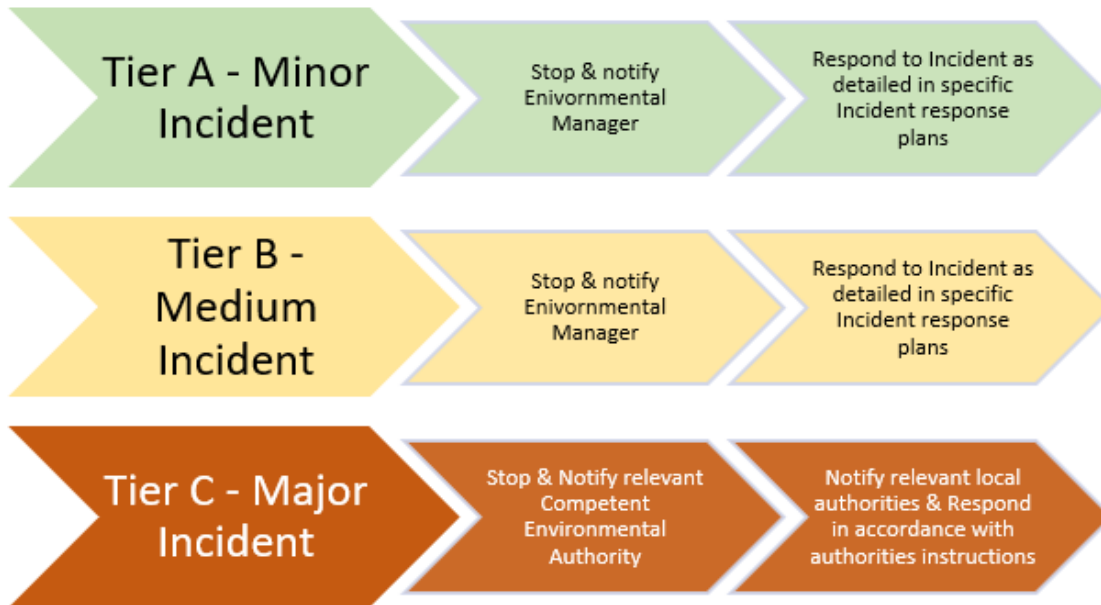 Tier A - Minor
Incident
Stop & notify
Enivornmental
Manager
Respond to Incident as
detailed in specific
Incident response
plans
Tier B -
Medium
Incident
Stop & notify
Enivornmental
Manager
Respond to Incident as
detailed in specific
Incident response
plans
Tier C - Major
Incident
Stop & Notify relevant
Competent
Environmental
Authority
Notify relevant local
authorities & Respond
in accordance with
authorities instructions